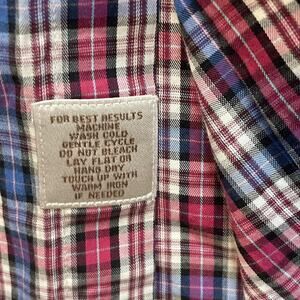 FOR BEST RESULTS
MACHINE
WASH COLD
GENTLE CYCLE
DO NOT BLEACH
LAY FLAT OR
HAND DRY
TOUCH UP WITH
WARM IRON
IF NEEDED